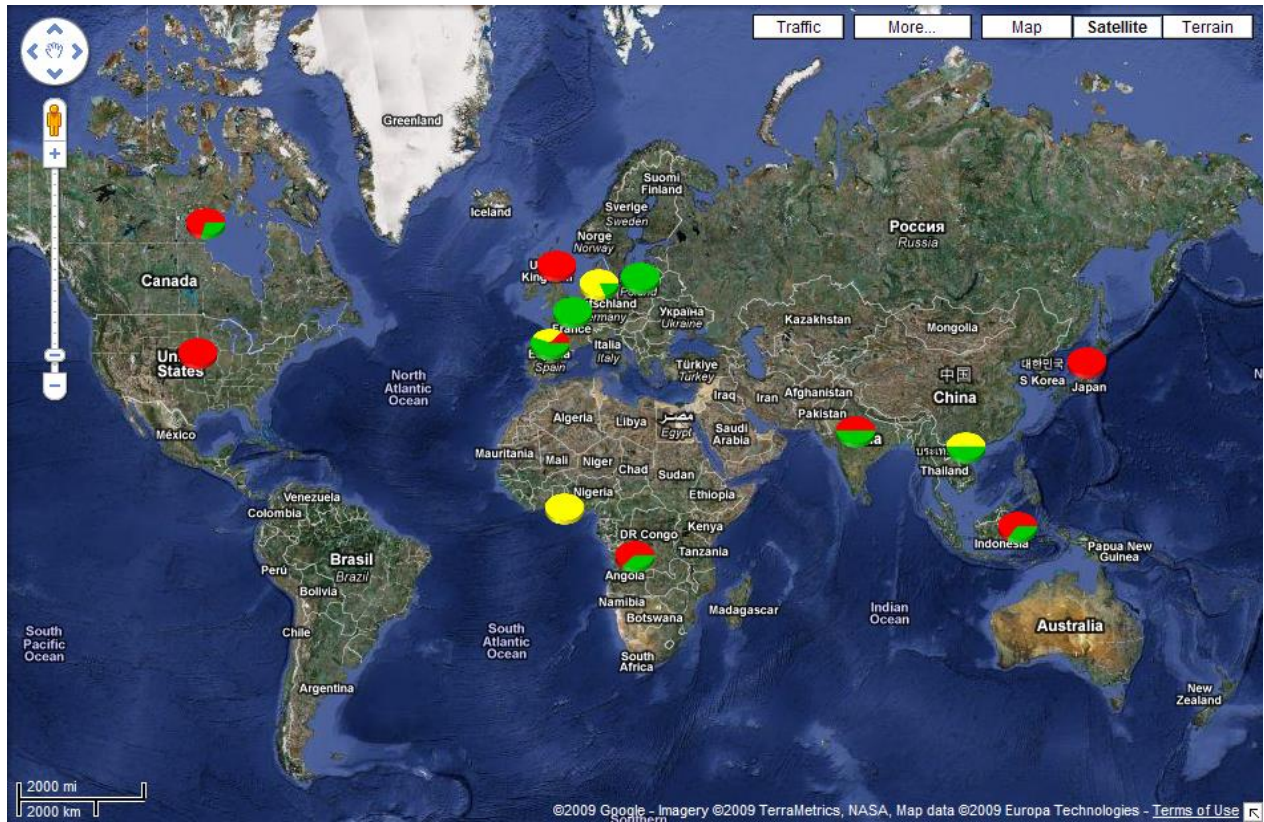 Traffic
More...
Map
Satellite
Terrain
Greenland
Iceland
Suomi
Finland
Sverige
Sweden
Norge
Norway
Россия
Russia
Canada
Poland
Україна
Ukraine
France
Italia
Italy
Spain
Türkiye
Turkey
Kazakhstan
Mongolia
中国
China
대한민국
S Korea
Japan
States
North
Atlantic
Ocean
México
Afghanistan
Iraq
Iran
Pakistan
Algeria
Libya
مصر
Egypt
Saudi
Arabia
Mauritania
Mali
Niger
Chad
Sudan
Thailand
Nigeria
Ethiopia
Venezuela
Colombia
DR Congo
Kenya
Tanzania
Brasil
Brazil
Perú
Bolivia
Angola
Indonesia
Papua New
Guinea
Namibia
Botswana
Madagascar
Indian
Ocean
Australia
South
Pacific
Ocean
Chile
South
Atlantic
Ocean
South
Africa
Argentina
New
Zealand
2000 mi
2000 km
©2009 Google - Imagery ©2009 TerraMetrics, NASA, Map data ©2009 Europa Technologies - Terms of Use